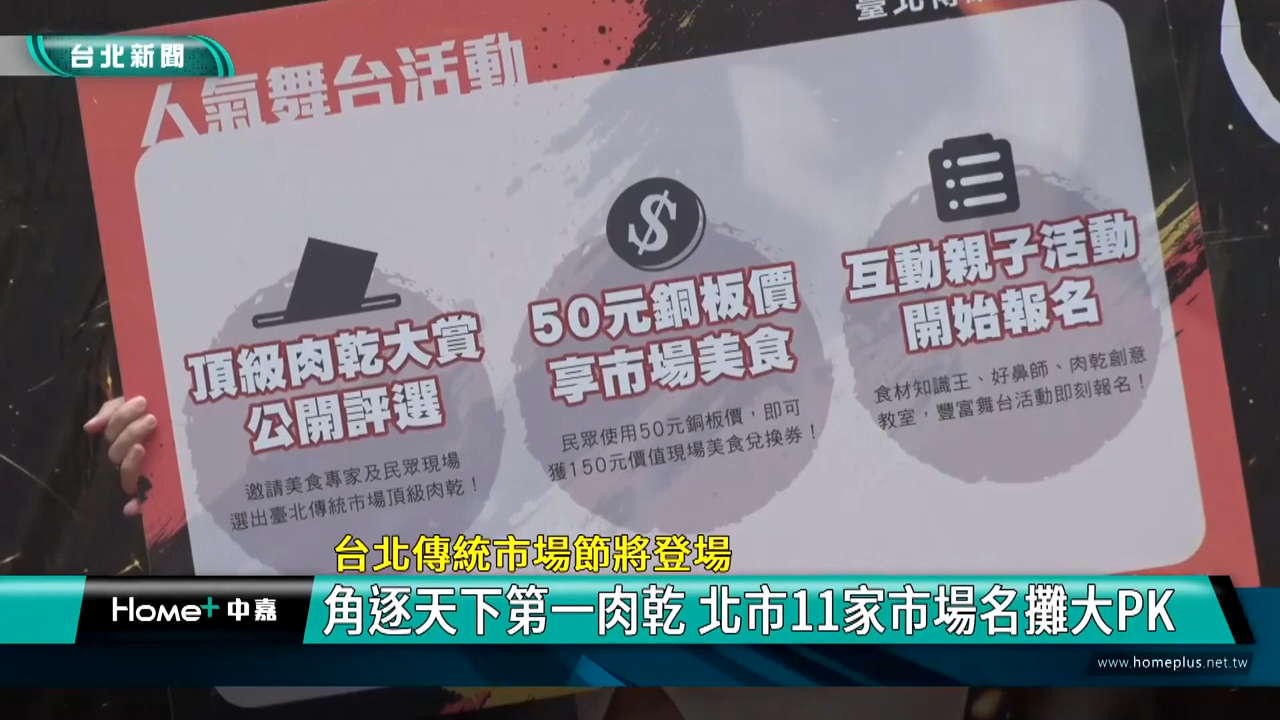 台北新聞
臺北傳統
人氣舞台活動
頂級肉乾大賞
公開評選
邀請美食專家及民眾現場
選出臺北傳統市場頂級肉乾！
50元銅板價
享市場美食
民眾使用50元銅板價，即可
獲150元價值現場美食兌換券！
互動親子活動
開始報名
食材知識王、好鼻師、肉乾創意
教室，豐富舞台活動即刻報名！
台北傳統市場節將登場
Home+中嘉
角逐天下第一肉乾 北市11家市場名攤大PK
www.homeplus.net.tw